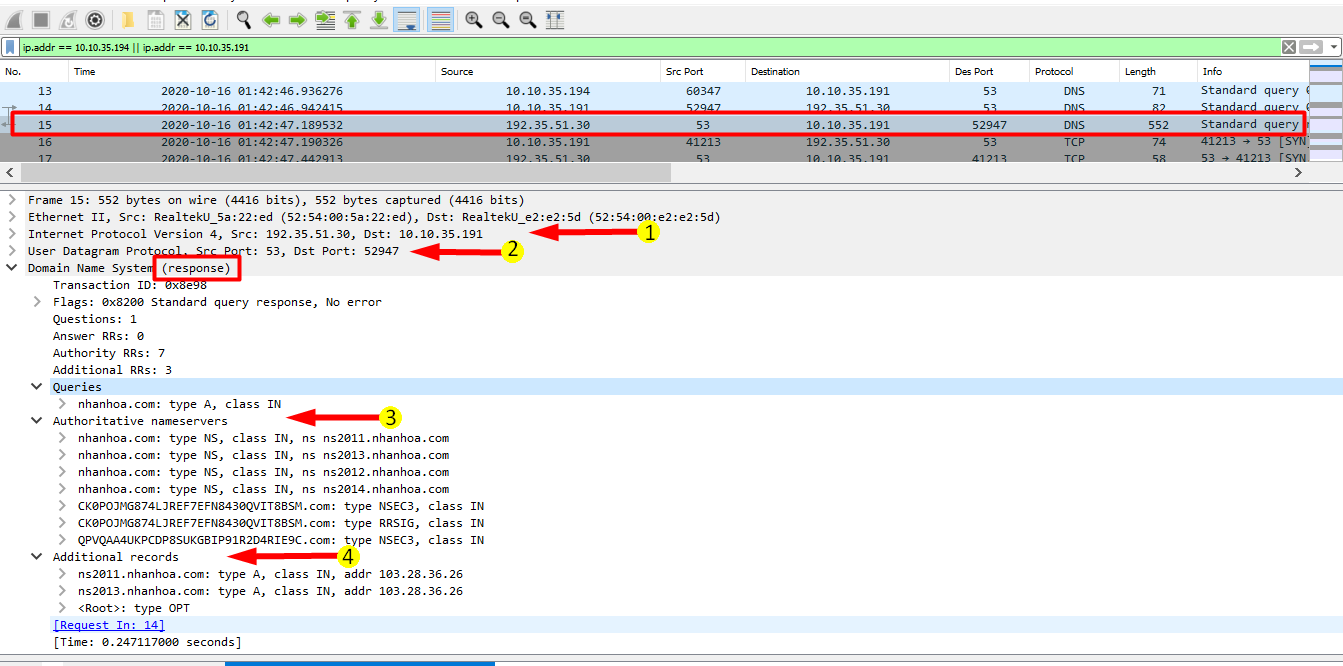 ip.addr == 10.10.35.194 || ip.addr == 10.10.35.191
No. Time Source Src Port Destination Des Port Protocol Length Info
13 2020-10-16 01:42:46.936276 10.10.35.194 60347 10.10.35.191 53 DNS 71 Standard query
14 2020-10-16 01:42:46.942415 10.10.35.191 52947 192.35.51.30 53 DNS 82 Standard query
15 2020-10-16 01:42:47.189532 192.35.51.30 53 10.10.35.191 52947 DNS 552 Standard query
16 2020-10-16 01:42:47.190326 10.10.35.191 41213 192.35.51.30 53 TCP 74 41213 → 53 [SYN
17 2020-10-16 01:42:47.442913 192.35.51.30 53 10.10.35.191 41213 TCP 58 53 → 41213 [SYN
Frame 15: 552 bytes on wire (4416 bits), 552 bytes captured (4416 bits)
Ethernet II, Src: RealtekU_5a:22:ed (52:54:00:5a:22:ed), Dst: RealtekU_e2:e2:5d (52:54:00:e2:e2:5d)
Internet Protocol Version 4, Src: 192.35.51.30, Dst: 10.10.35.191 1
User Datagram Protocol, Src Port: 53, Dst Port: 52947 2
Domain Name System (response)
Transaction ID: 0x8e98
Flags: 0x8200 Standard query response, No error
Questions: 1
Answer RRs: 0
Authority RRs: 7
Additional RRs: 3
Queries
nhanhoa.com: type A, class IN
Authoritative nameservers 3
nhanhoa.com: type NS, class IN, ns ns2011.nhanhoa.com
nhanhoa.com: type NS, class IN, ns ns2013.nhanhoa.com
nhanhoa.com: type NS, class IN, ns ns2012.nhanhoa.com
nhanhoa.com: type NS, class IN, ns ns2014.nhanhoa.com
CK0POJMG874LJREF7EFN8430QVIT8BSM.com: type NSEC3, class IN
CK0POJMG874LJREF7EFN8430QVIT8BSM.com: type RRSIG, class IN
QPVQAA4UKPCDP8SUKGBIP91R2D4RIE9C.com: type NSEC3, class IN
Additional records 4
ns2011.nhanhoa.com: type A, class IN, addr 103.28.36.26
ns2013.nhanhoa.com: type A, class IN, addr 103.28.36.26
<Root>: type OPT
[Request In: 14]
[Time: 0.247117000 seconds]